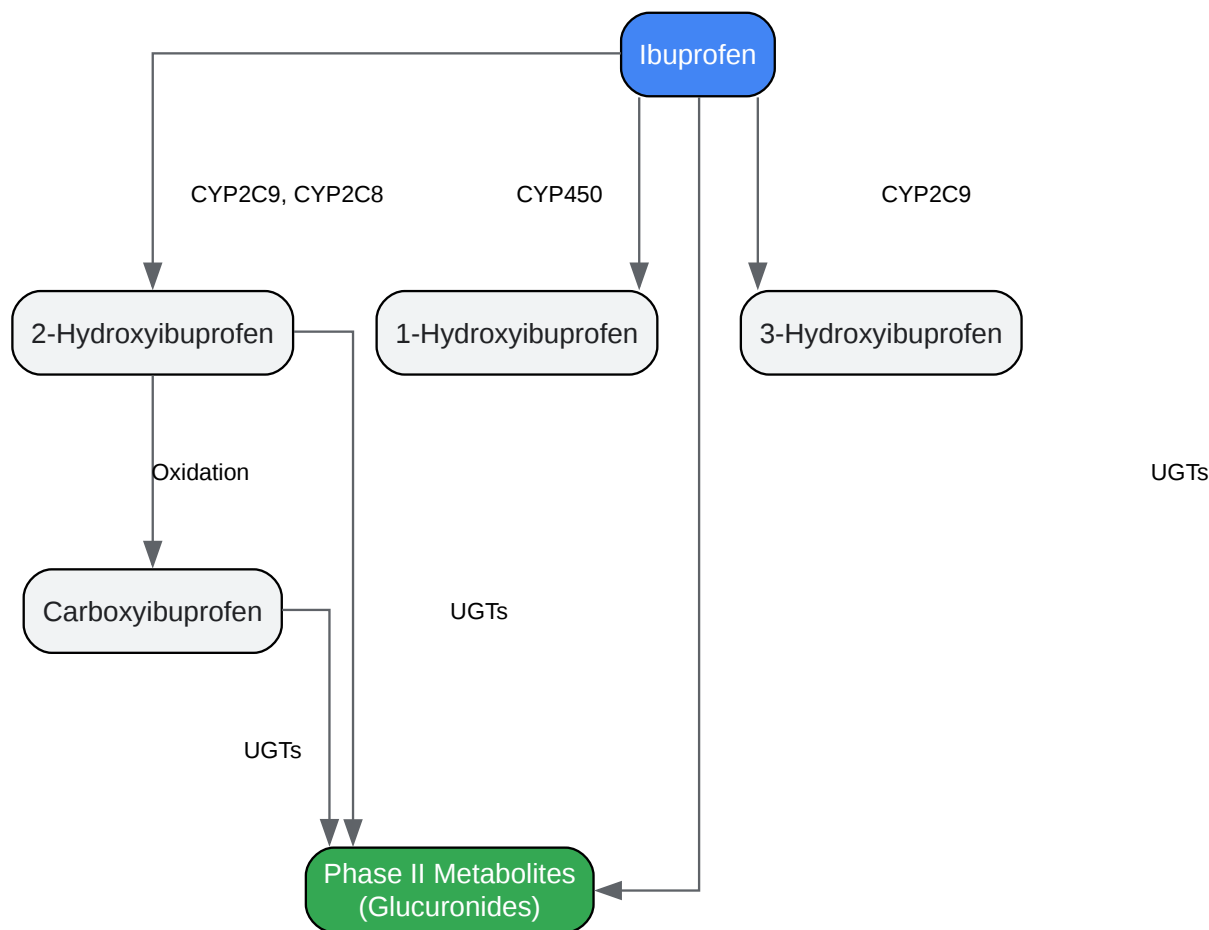 Ibuprofen
CYP2C9, CYP2C8
CYP450
CYP2C9
2-Hydroxyibuprofen
1-Hydroxyibuprofen
3-Hydroxyibuprofen
Oxidation
UGTs
Carboxyibuprofen
UGTs
UGTs
Phase II Metabolites
(Glucuronides)